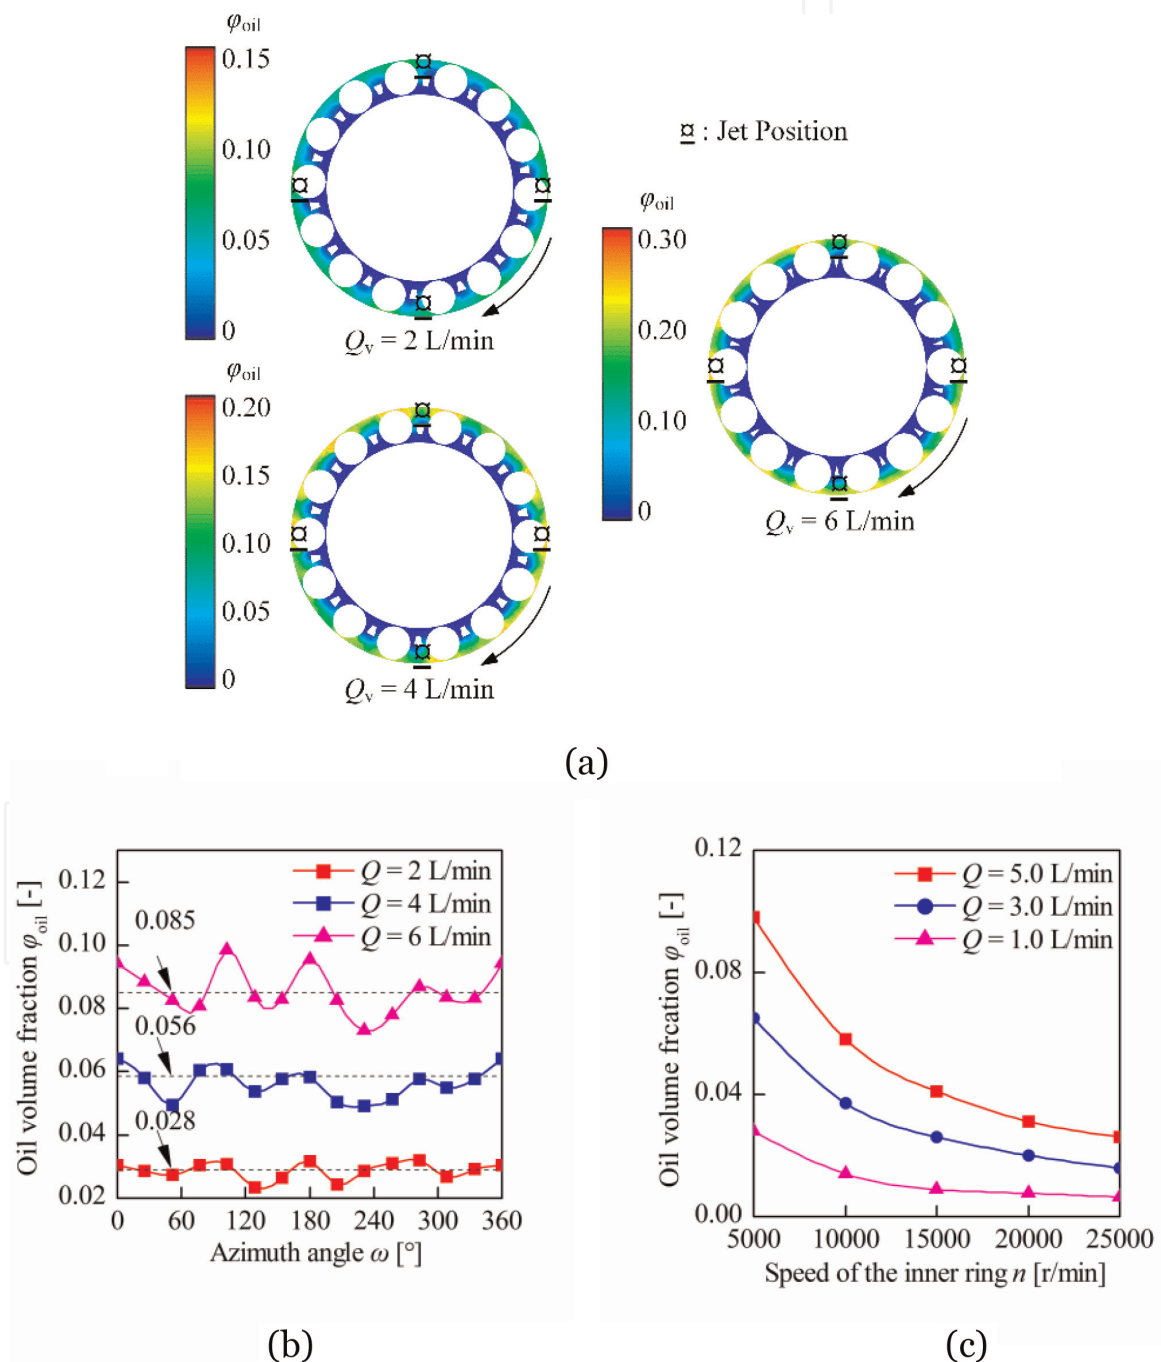 φoil
0.15
0.10
0.05
0
Qv = 2 L/min
¤ : Jet Position
φoil
0.30
0.20
0.10
0
Qv = 6 L/min
φoil
0.20
0.15
0.10
0.05
0
Qv = 4 L/min
(a)
Oil volume fraction φoil [-]
0.12
0.10
0.08
0.06
0.04
0.02
Q = 2 L/min
Q = 4 L/min
Q = 6 L/min
0.085
0.056
0.028
0 60 120 180 240 300 360
Azimuth angle ω [°]
(b)
Oil volume frcation φoil [-]
0.12
0.08
0.04
0.00
Q = 5.0 L/min
Q = 3.0 L/min
Q = 1.0 L/min
5000 10000 15000 20000 25000
Speed of the inner ring n [r/min]
(c)